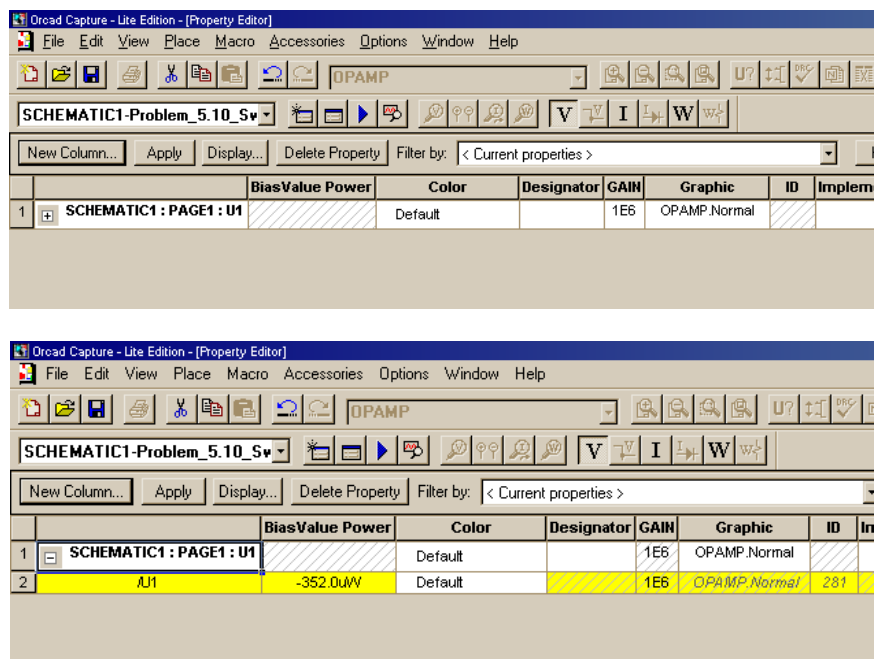 Orcad Capture - Lite Edition - [Property Editor]
File Edit View Place Macro Accessories Options Window Help
OPAMP U? DRC
SCHEMATIC1-Problem_5.10_Sv V V I I W W
New Column... Apply Display... Delete Property Filter by: < Current properties >
BiasValue Power Color Designator GAIN Graphic ID Implem
1 SCHEMATIC1 : PAGE1 : U1 Default 1E6 OPAMP.Normal
Orcad Capture - Lite Edition - [Property Editor]
File Edit View Place Macro Accessories Options Window Help
OPAMP U? DRC
SCHEMATIC1-Problem_5.10_Sv V V I I W W
New Column... Apply Display... Delete Property Filter by: < Current properties >
BiasValue Power Color Designator GAIN Graphic ID In
1 SCHEMATIC1 : PAGE1 : U1 Default 1E6 OPAMP.Normal
2 /U1 -352.0uW Default 1E6 OPAMP.Normal 281